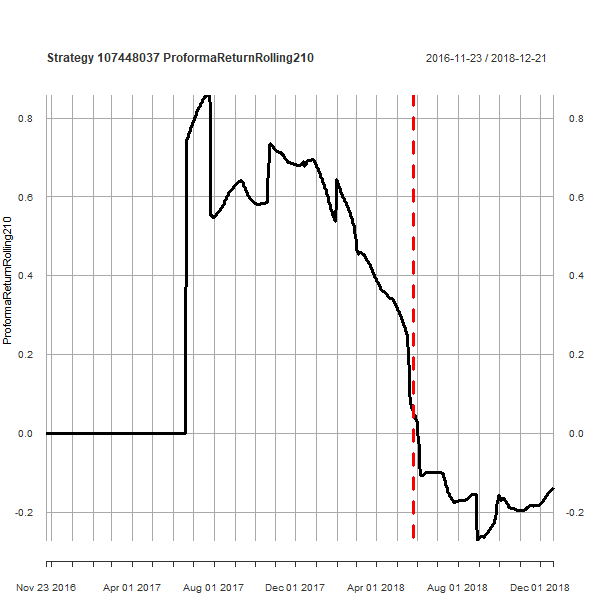 Strategy 107448037 ProformaReturnRolling210
2016-11-23 / 2018-12-21
ProformaReturnRolling210
0.8 0.8
0.6 0.6
0.4 0.4
0.2 0.2
0.0 0.0
-0.2 -0.2
Nov 23 2016 Apr 01 2017 Aug 01 2017 Dec 01 2017 Apr 01 2018 Aug 01 2018 Dec 01 2018